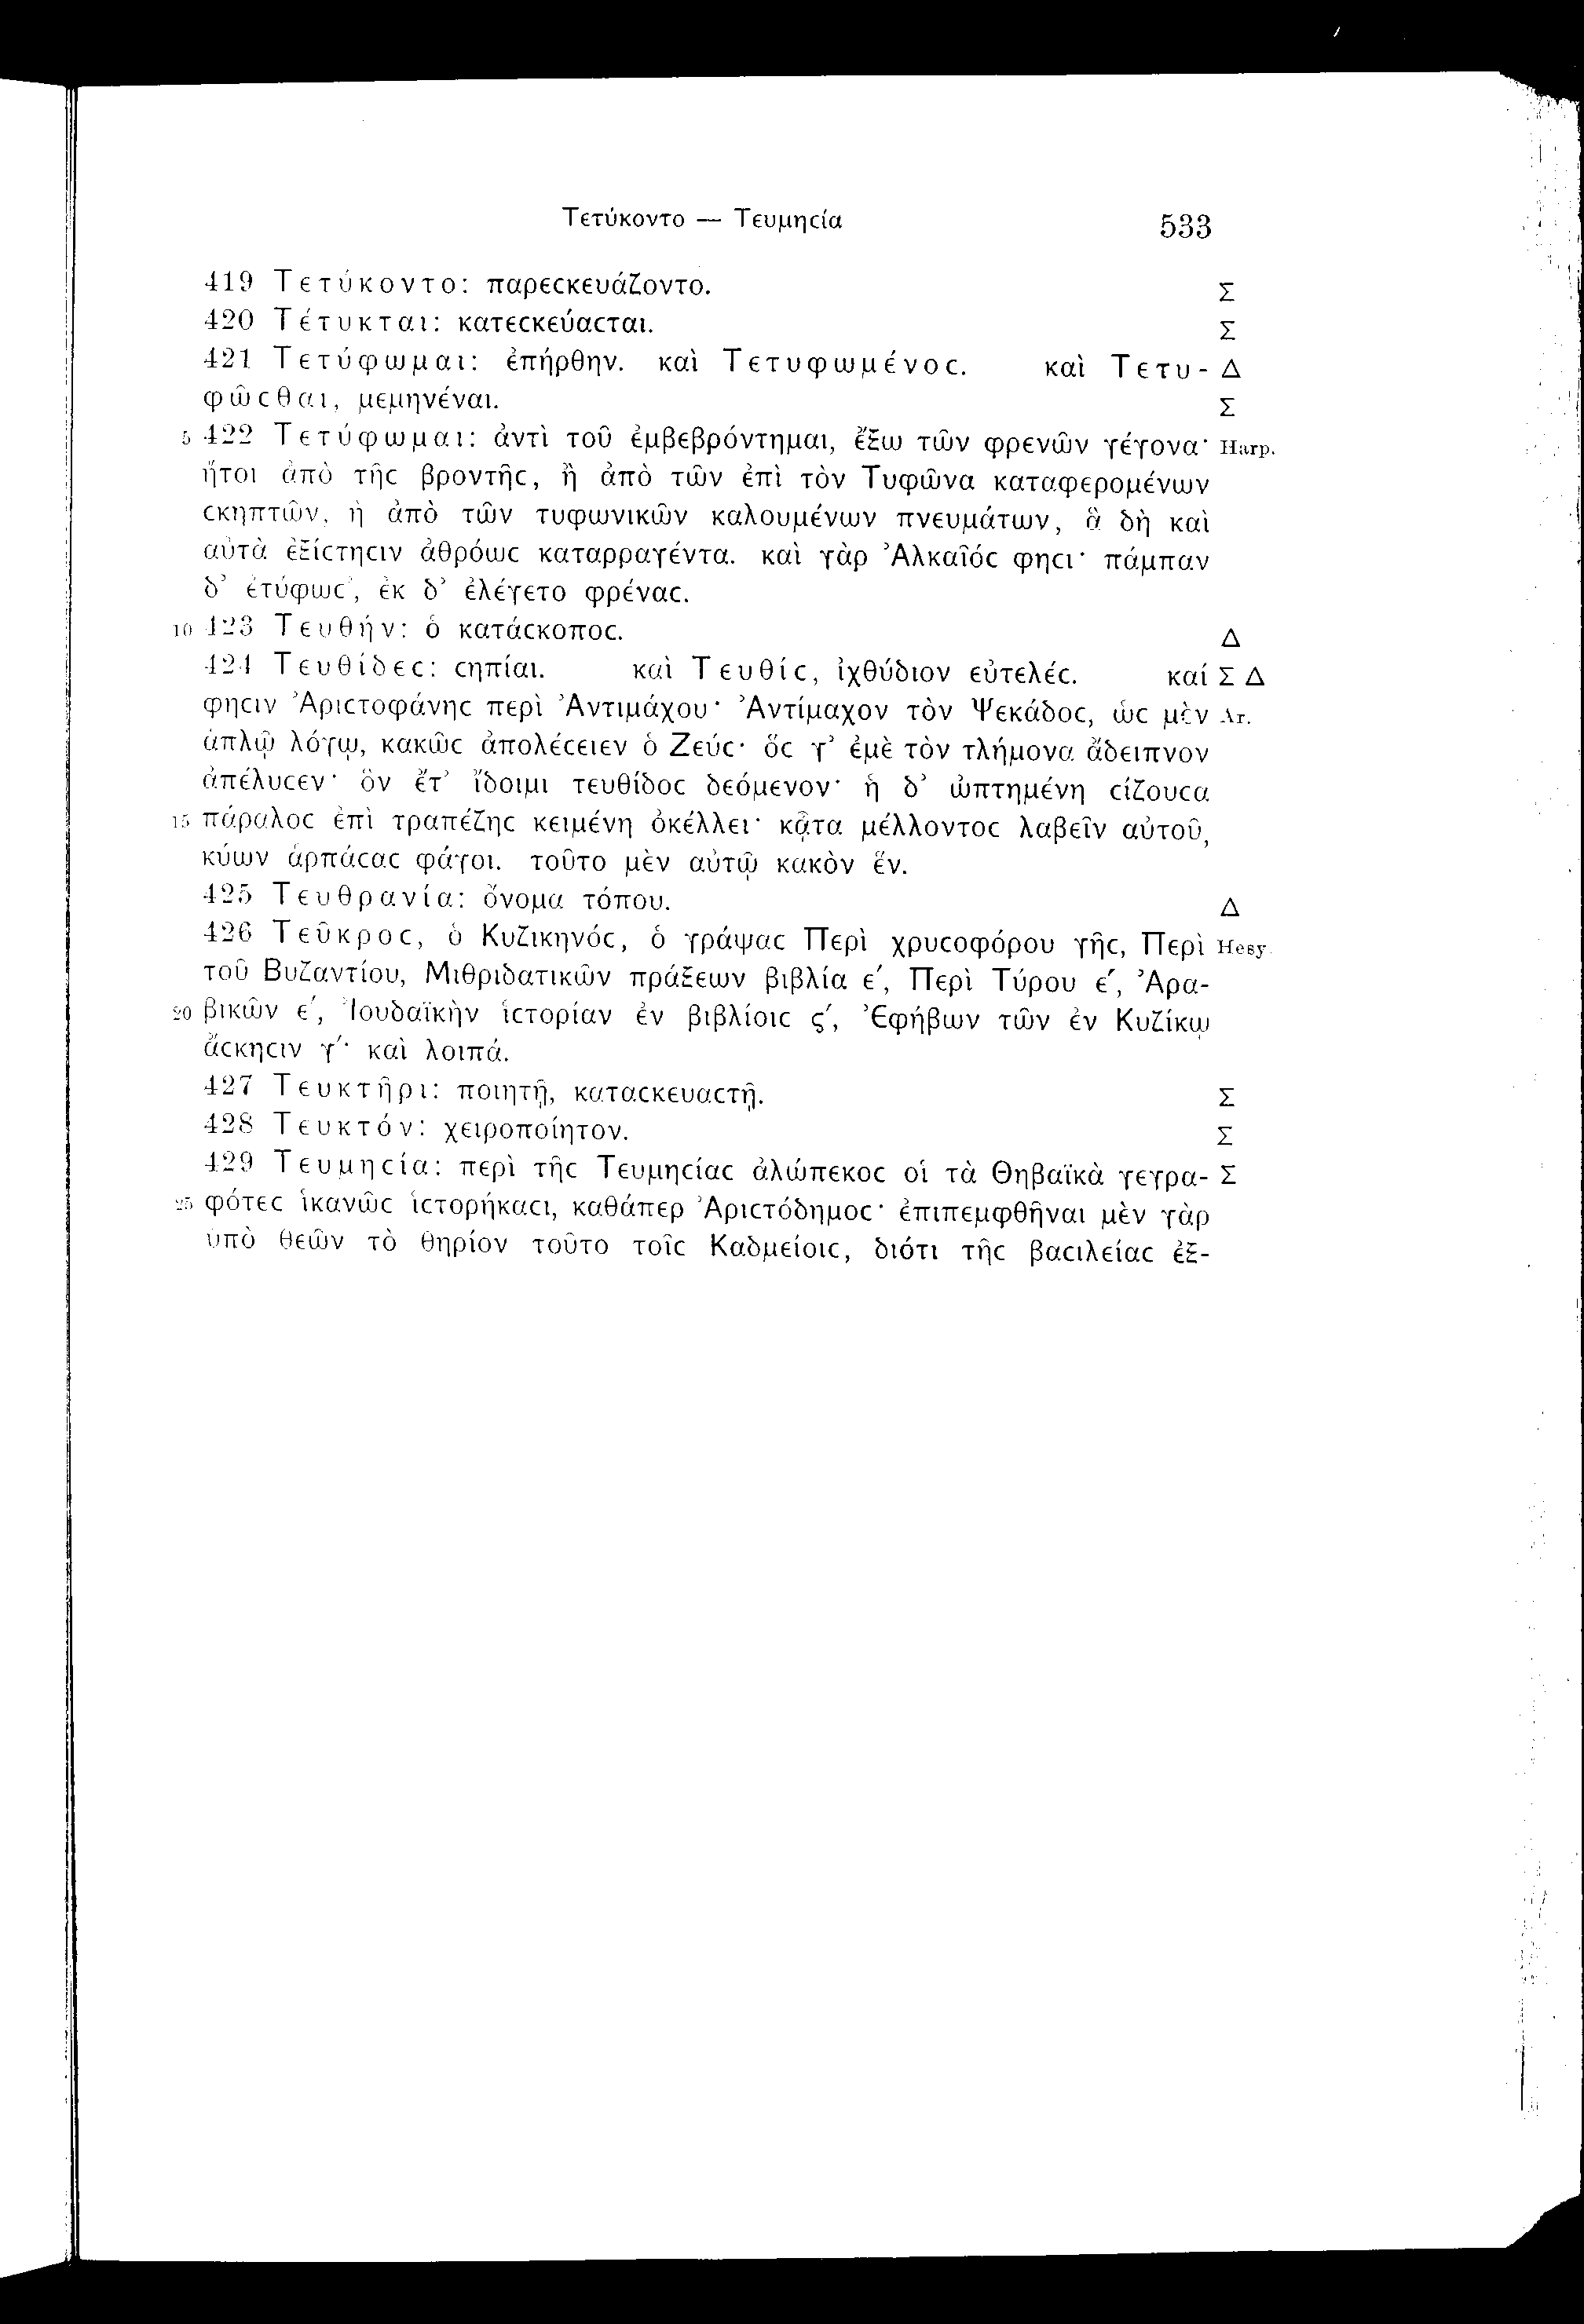 Τετύκοντο — Τευμηϲία 533
419 Τετύκοντο: παρεϲκευάζοντο. Σ
420 Τέτυκται: κατεϲκεύαϲται. Σ
421 Τετύφωμαι: ἐπήρθην. καὶ Τετυφωμένοϲ. καὶ Τετυ- Δ
φῶϲθαι, μεμηνέναι. Σ
5 422 Τετύφωμαι: ἀντὶ τοῦ ἐμβεβρόντημαι, ἔξω τῶν φρενῶν γέγονα· Harp.
ἤτοι ἀπὸ τῆϲ βροντῆϲ, ἢ ἀπὸ τῶν ἐπὶ τὸν Τυφῶνα καταφερομένων
ϲκηπτῶν, ἢ ἀπὸ τῶν τυφωνικῶν καλουμένων πνευμάτων, ἃ δὴ καὶ
αὐτὰ ἐξίϲτηϲιν ἀθρόωϲ καταρραγέντα. καὶ γὰρ Ἀλκαῖόϲ φηϲι· πάμπαν
δ' ἐτύφωϲ', ἐκ δ' ἐλέγετο φρέναϲ.
10 423 Τευθήν: ὁ κατάϲκοποϲ. Δ
424 Τευθίδεϲ: ϲηπίαι. καὶ Τευθίϲ, ἰχθύδιον εὐτελέϲ. καί Σ Δ
φηϲιν Ἀριϲτοφάνηϲ περὶ Ἀντιμάχου· Ἀντίμαχον τὸν Ψεκάδοϲ, ὡϲ μὲν Ar.
ἁπλῷ λόγῳ, κακῶϲ ἀπολέϲειεν ὁ Ζεύϲ· ὅϲ γ' ἐμὲ τὸν τλήμονα ἄδειπνον
ἀπέλυϲεν· ὃν ἔτ' ἴδοιμι τευθίδοϲ δεόμενον· ἡ δ' ὠπτημένη ϲίζουϲα
15 πάραλοϲ ἐπὶ τραπέζηϲ κειμένη ὀκέλλει· κᾆτα μέλλοντοϲ λαβεῖν αὐτοῦ,
κύων ἁρπάϲαϲ φάγοι. τοῦτο μὲν αὐτῷ κακὸν ἕν.
425 Τευθρανία: ὄνομα τόπου. Δ
426 Τεῦκροϲ, ὁ Κυζικηνόϲ, ὁ γράψαϲ Περὶ χρυϲοφόρου γῆϲ, Περὶ Hesy.
τοῦ Βυζαντίου, Μιθριδατικῶν πράξεων βιβλία ε', Περὶ Τύρου ε', Ἀρα-
20 βικῶν ε', Ἰουδαϊκὴν ἱϲτορίαν ἐν βιβλίοιϲ ϛ', Ἐφήβων τῶν ἐν Κυζίκῳ
ἄϲκηϲιν γ'· καὶ λοιπά.
427 Τευκτῆρι: ποιητῇ, καταϲκευαϲτῇ. Σ
428 Τευκτόν: χειροποίητον. Σ
429 Τευμηϲία: περὶ τῆϲ Τευμηϲίαϲ ἀλώπεκοϲ οἱ τὰ Θηβαϊκὰ γεγρα- Σ
25 φότεϲ ἱκανῶϲ ἱϲτορήκαϲι, καθάπερ Ἀριϲτόδημοϲ· ἐπιπεμφθῆναι μὲν γὰρ
ὑπὸ θεῶν τὸ θηρίον τοῦτο τοῖϲ Καδμείοιϲ, διότι τῆϲ βαϲιλείαϲ ἐξ-